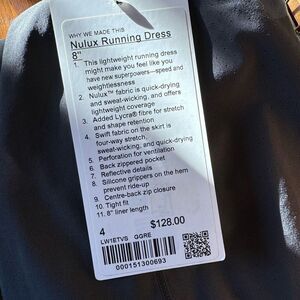 WHY WE MADE THIS
Nulux Running Dress
8"
1. This lightweight running dress
might make you feel like you
have new superpowers—speed and
weightlessness
2. Nulux™ fabric is quick-drying
and sweat-wicking, and offers
lightweight coverage
3. Added Lycra® fibre for stretch
and shape retention
4. Swift fabric on the skirt is
four-way stretch,
sweat-wicking, and quick-drying
5. Perforation for ventilation
6. Back zippered pocket
7. Reflective details
8. Silicone grippers on the hem
prevent ride-up
9. Centre-back zip closure
10. Tight fit
11. 8" liner length
4 $128.00
LW1ETVS GGRE
000151300693